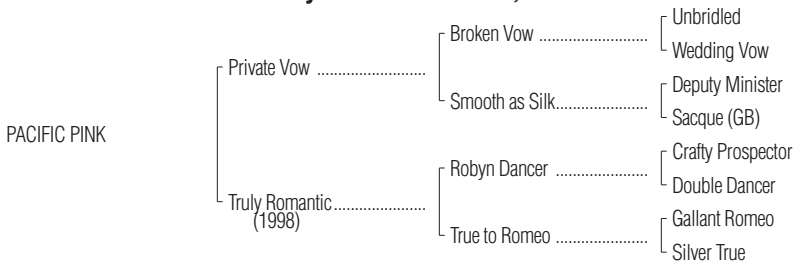 Unbridled
Broken Vow ..........................
Wedding Vow
Private Vow ..........................
Deputy Minister
Smooth as Silk......................
Sacque (GB)
PACIFIC PINK
Crafty Prospector
Robyn Dancer ......................
Double Dancer
Truly Romantic......................
(1998)
Gallant Romeo
True to Romeo ......................
Silver True